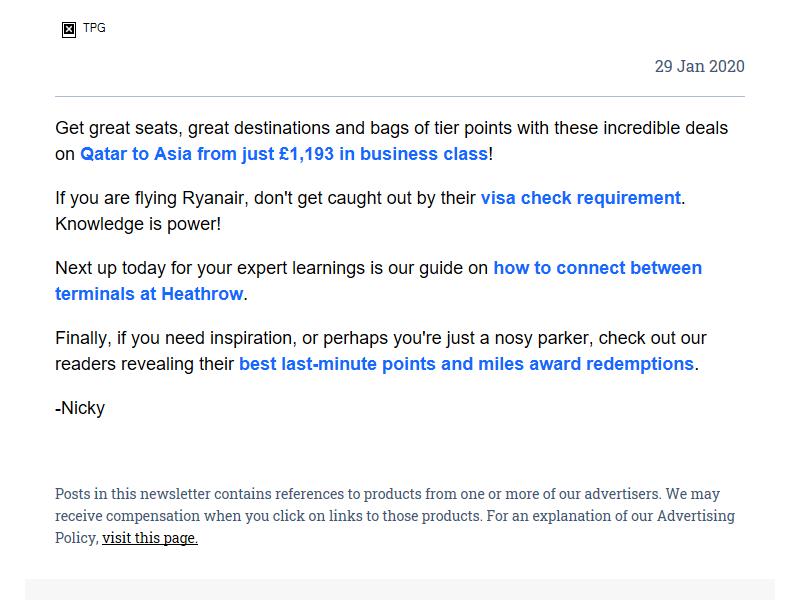 TPG
29 Jan 2020
Get great seats, great destinations and bags of tier points with these incredible deals
on Qatar to Asia from just £1,193 in business class!
If you are flying Ryanair, don't get caught out by their visa check requirement.
Knowledge is power!
Next up today for your expert learnings is our guide on how to connect between
terminals at Heathrow.
Finally, if you need inspiration, or perhaps you're just a nosy parker, check out our
readers revealing their best last-minute points and miles award redemptions.
-Nicky
Posts in this newsletter contains references to products from one or more of our advertisers. We may
receive compensation when you click on links to those products. For an explanation of our Advertising
Policy, visit this page.